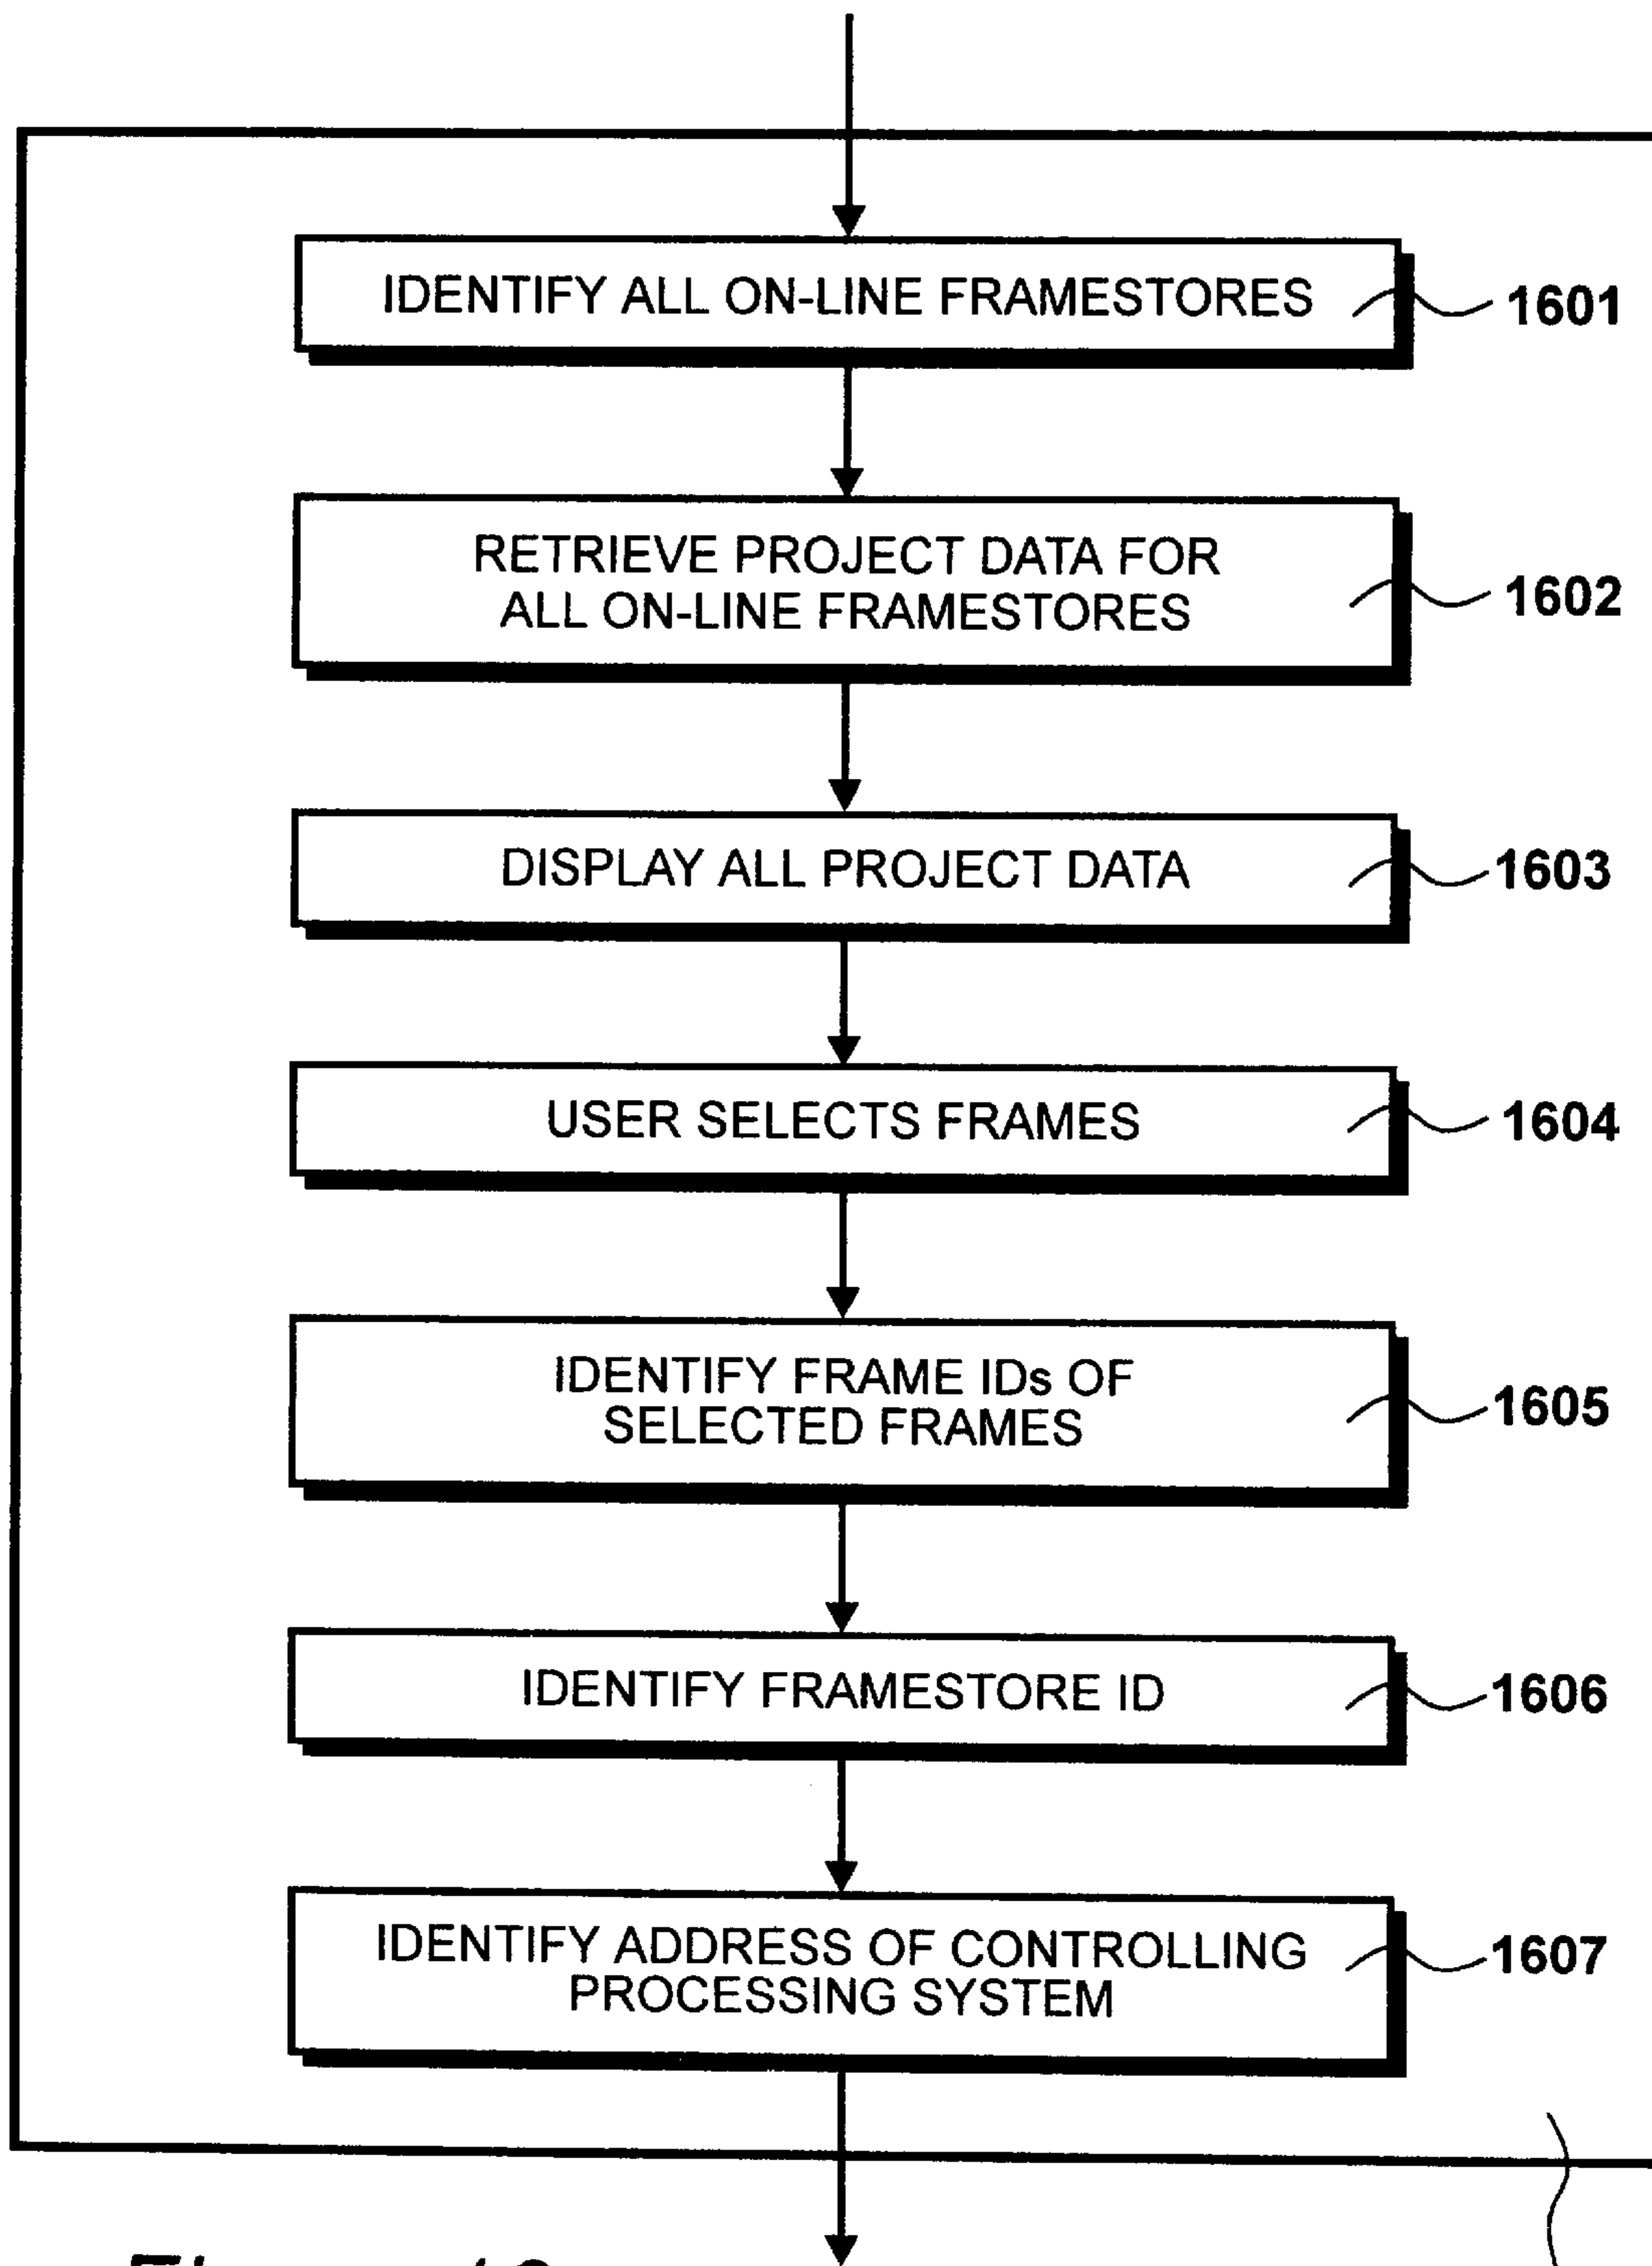 IDENTIFY ALL ON-LINE FRAMESTORES
1601
RETRIEVE PROJECT DATA FOR
ALL ON-LINE FRAMESTORES
1602
DISPLAY ALL PROJECT DATA
1603
USER SELECTS FRAMES
1604
IDENTIFY FRAME IDs OF
SELECTED FRAMES
1605
IDENTIFY FRAMESTORE ID
1606
IDENTIFY ADDRESS OF CONTROLLING
PROCESSING SYSTEM
1607